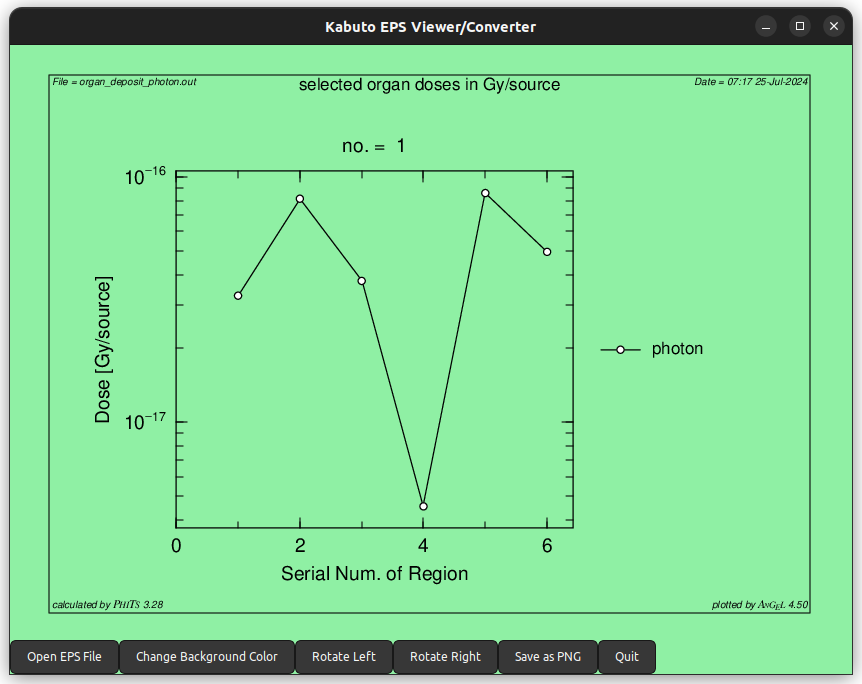 Kabuto EPS Viewer/Converter
File = organ_deposit_photon.out
Date = 07:17 25-Jul-2024
selected organ doses in Gy/source
no. = 1
10⁻¹⁶
10⁻¹⁷
Dose [Gy/source]
photon
0 2 4 6
Serial Num. of Region
calculated by PHITS 3.28
plotted by ANGEL 4.50
Open EPS File
Change Background Color
Rotate Left
Rotate Right
Save as PNG
Quit